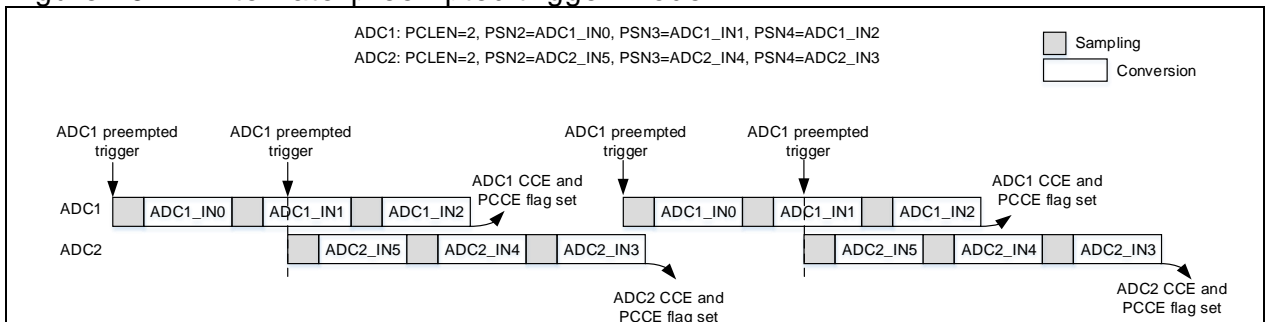 ADC1: PCLEN=2, PSN2=ADC1_IN0, PSN3=ADC1_IN1, PSN4=ADC1_IN2
ADC2: PCLEN=2, PSN2=ADC2_IN5, PSN3=ADC2_IN4, PSN4=ADC2_IN3
Sampling
Conversion
ADC1 preempted
trigger
ADC1 preempted
trigger
ADC1 preempted
trigger
ADC1 preempted
trigger
ADC1 CCE and
PCCE flag set
ADC1 CCE and
PCCE flag set
ADC1
ADC1_IN0
ADC1_IN1
ADC1_IN2
ADC1_IN0
ADC1_IN1
ADC1_IN2
ADC2
ADC2_IN5
ADC2_IN4
ADC2_IN3
ADC2_IN5
ADC2_IN4
ADC2_IN3
ADC2 CCE and
PCCE flag set
ADC2 CCE and
PCCE flag set